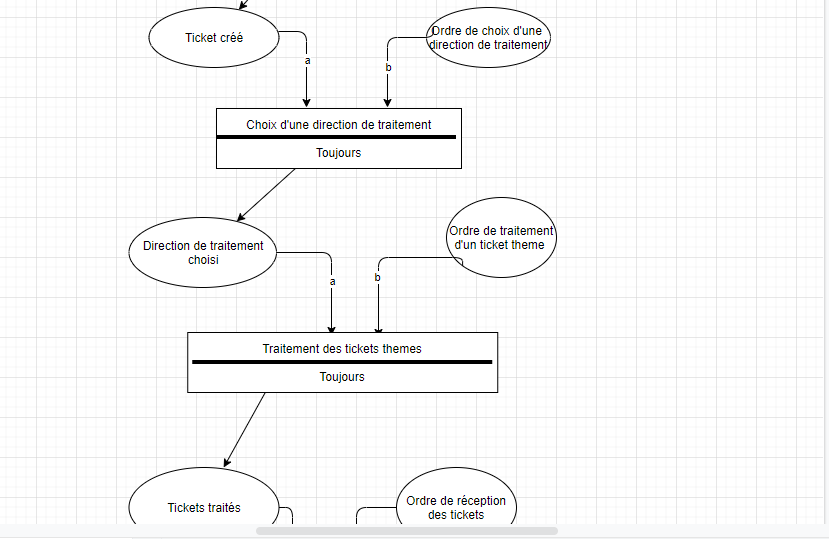 Ticket créé
Ordre de choix d'une
direction de traitement
a
b
Choix d'une direction de traitement
Toujours
Direction de traitement
choisi
Ordre de traitement
d'un ticket theme
a
b
Traitement des tickets themes
Toujours
Tickets traités
Ordre de réception
des tickets